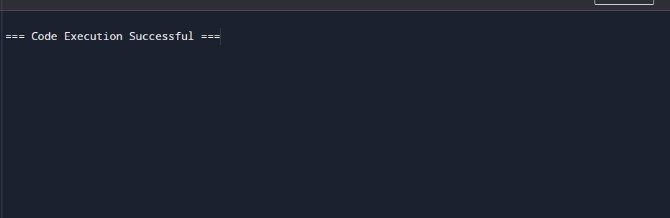 === Code Execution Successful ===